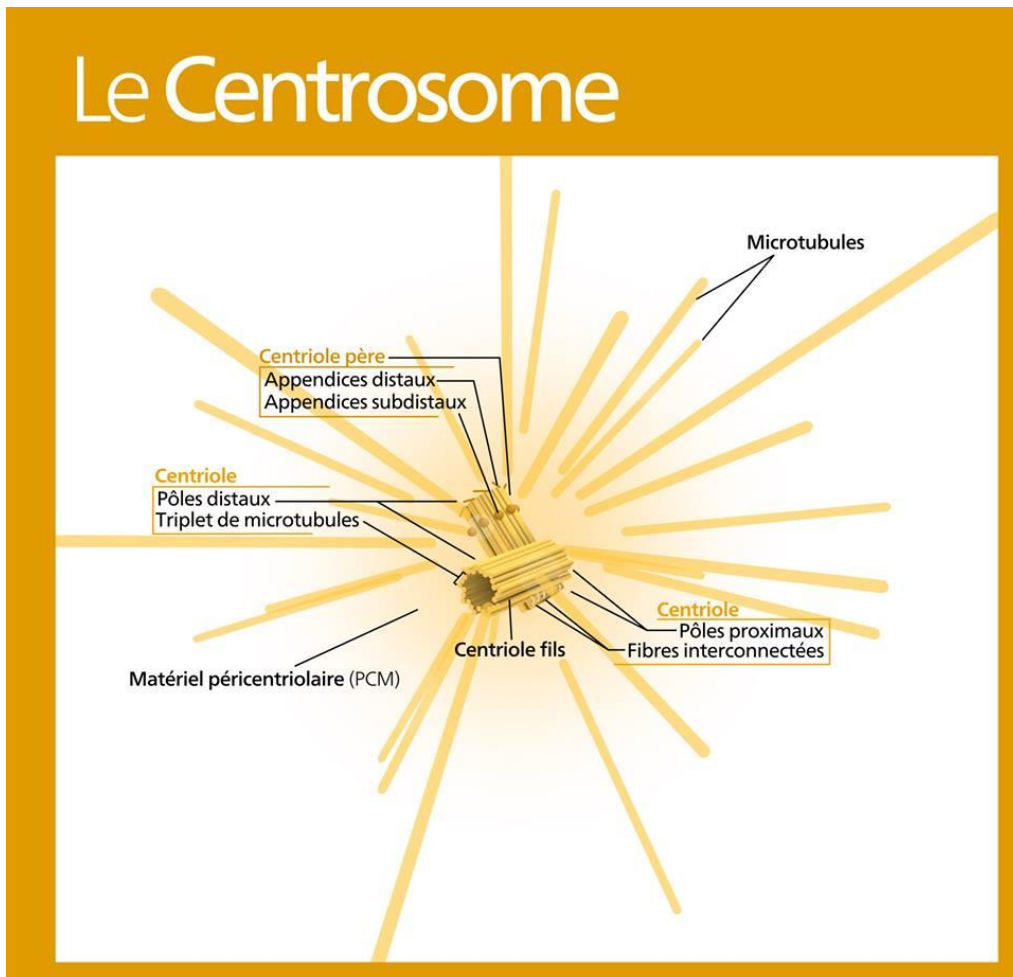 Le Centrosome
Microtubules
Centriole père
Appendices distaux
Appendices subdistaux
Centriole
Pôles distaux
Triplet de microtubules
Centriole
Pôles proximaux
Fibres interconnectées
Centriole fils
Matériel péricentriolaire (PCM)